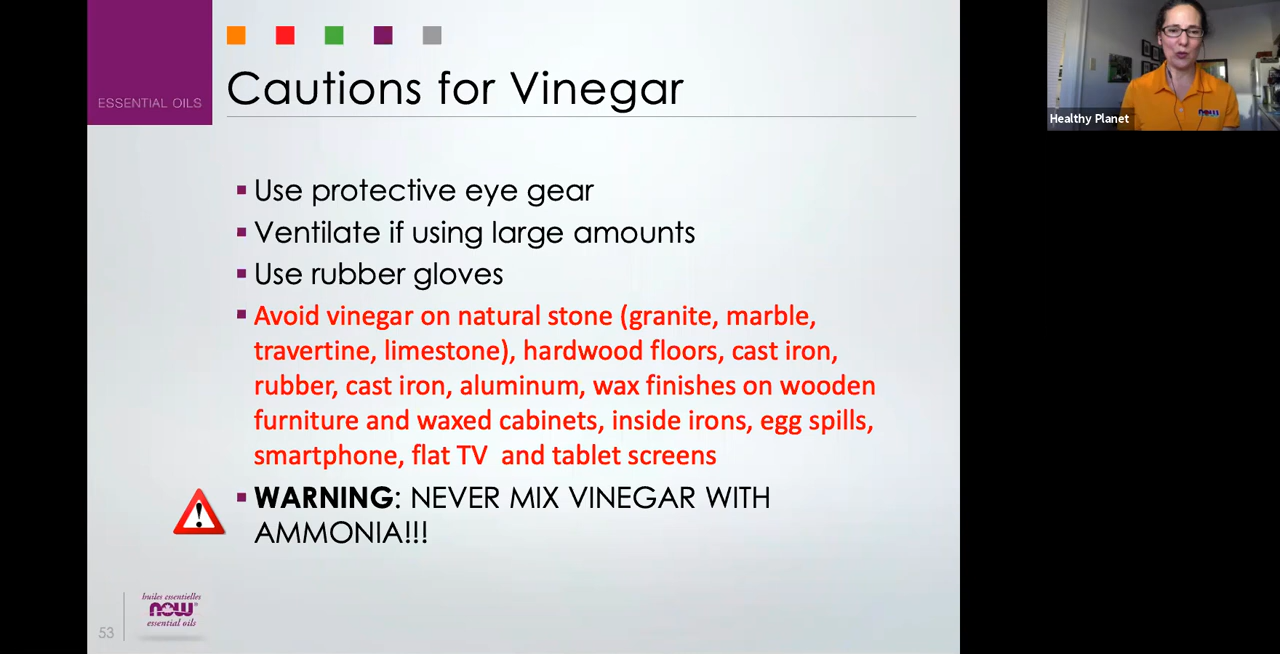 ESSENTIAL OILS
Cautions for Vinegar
Use protective eye gear
Ventilate if using large amounts
Use rubber gloves
Avoid vinegar on natural stone (granite, marble,
travertine, limestone), hardwood floors, cast iron,
rubber, cast iron, aluminum, wax finishes on wooden
furniture and waxed cabinets, inside irons, egg spills,
smartphone, flat TV and tablet screens
WARNING: NEVER MIX VINEGAR WITH
AMMONIA!!!
53
huiles essentielles
now®
essential oils
Healthy Planet
now